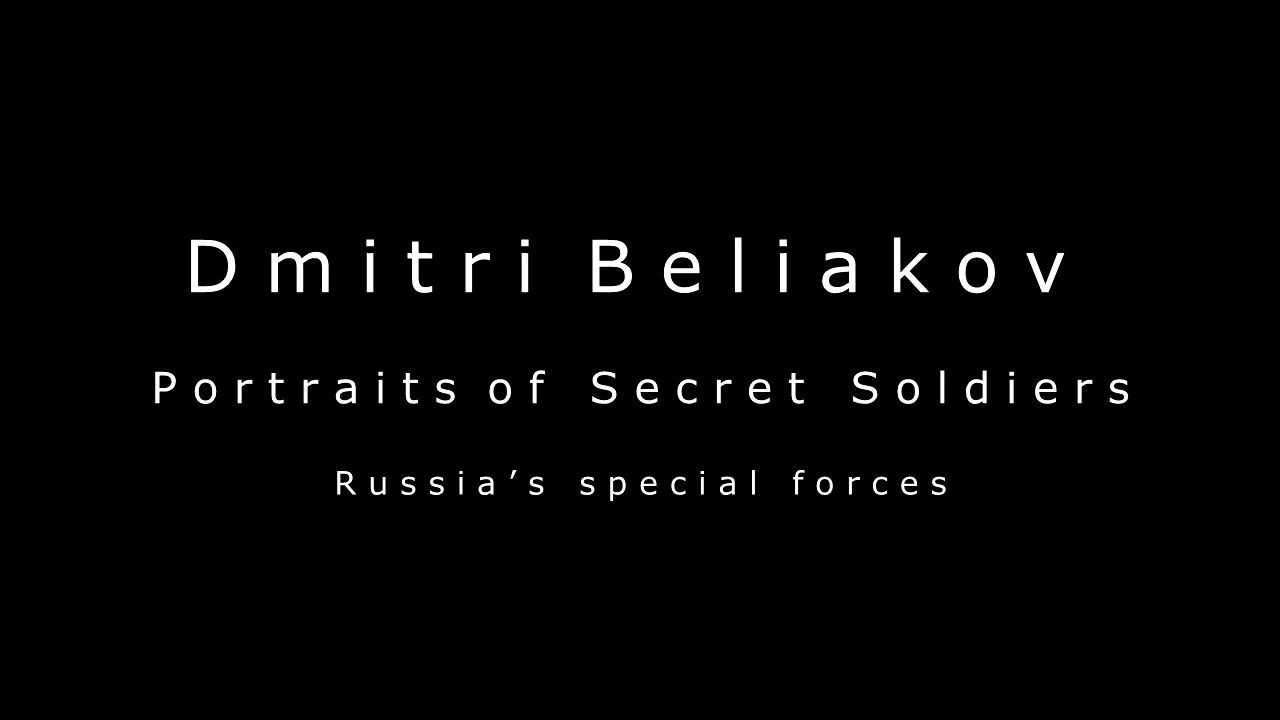 Dmitri Beliakov
Portraits of Secret Soldiers
Russia’s special forces